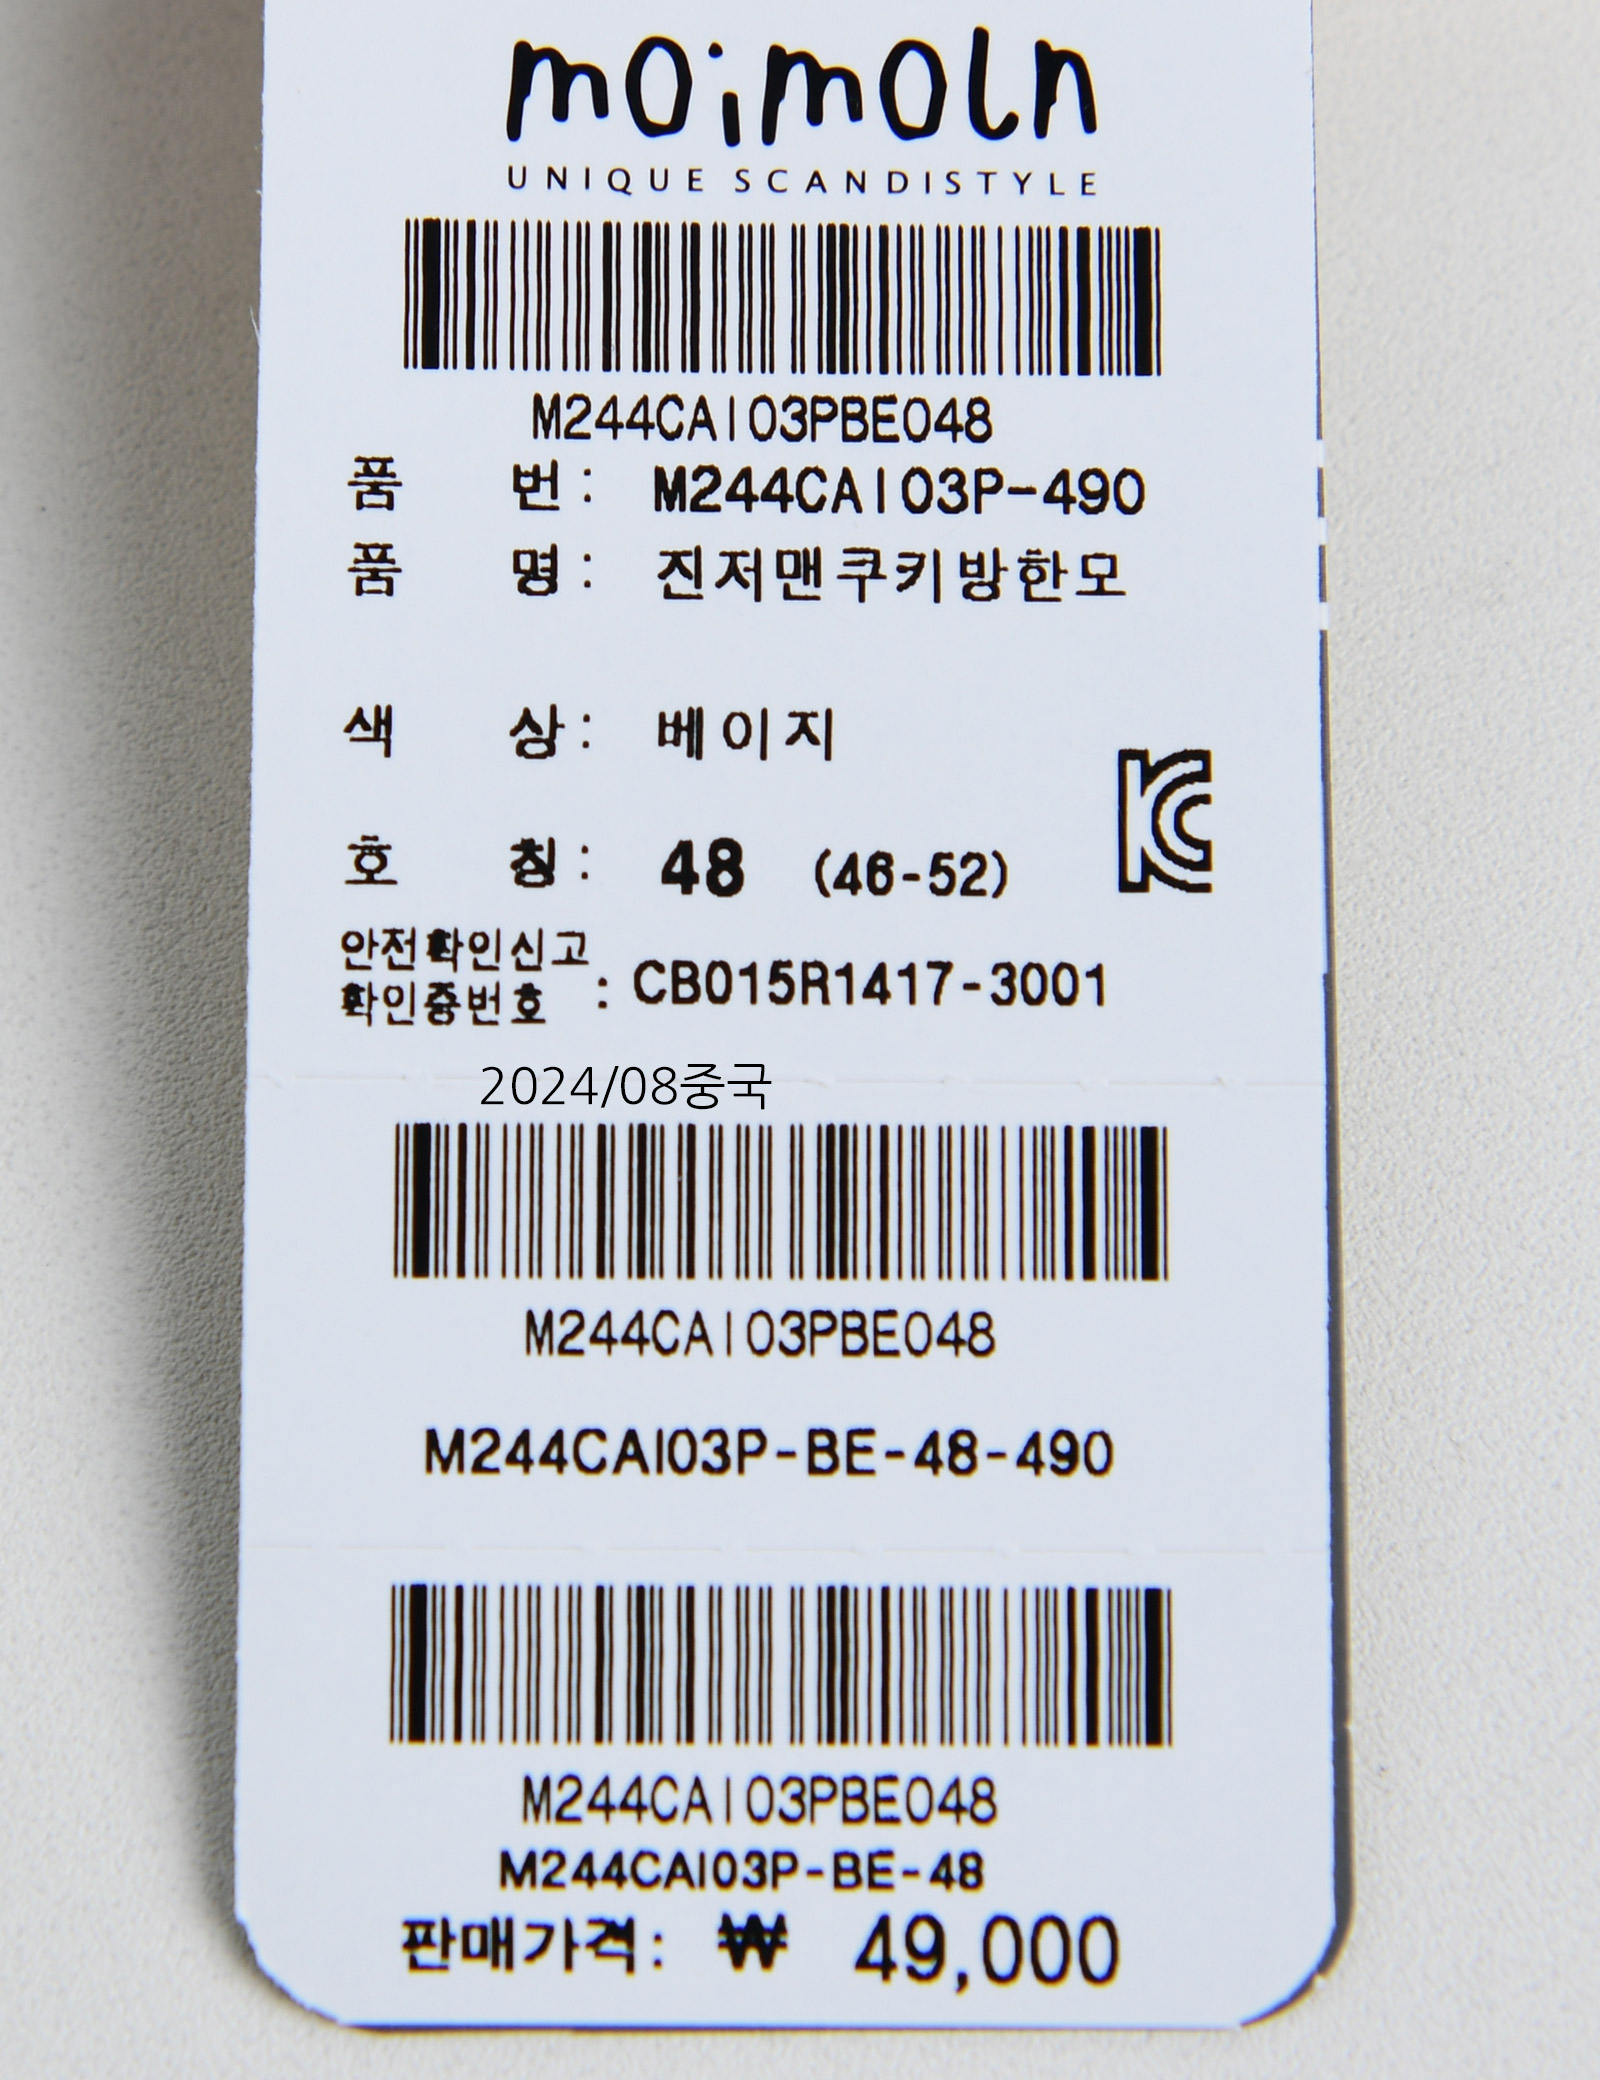 moimoln
UNIQUE SCANDISTYLE
M244CAI03PBE048
품 번: M244CAI03P-490
품 명: 진저맨쿠키방한모
색 상: 베이지
호 칭: 48 (46-52)
안전확인신고
확인증번호 : CB015R1417-3001
2024/08중국
M244CAI03PBE048
M244CAI03P-BE-48-490
M244CAI03PBE048
M244CAI03P-BE-48
판매가격: ₩ 49,000